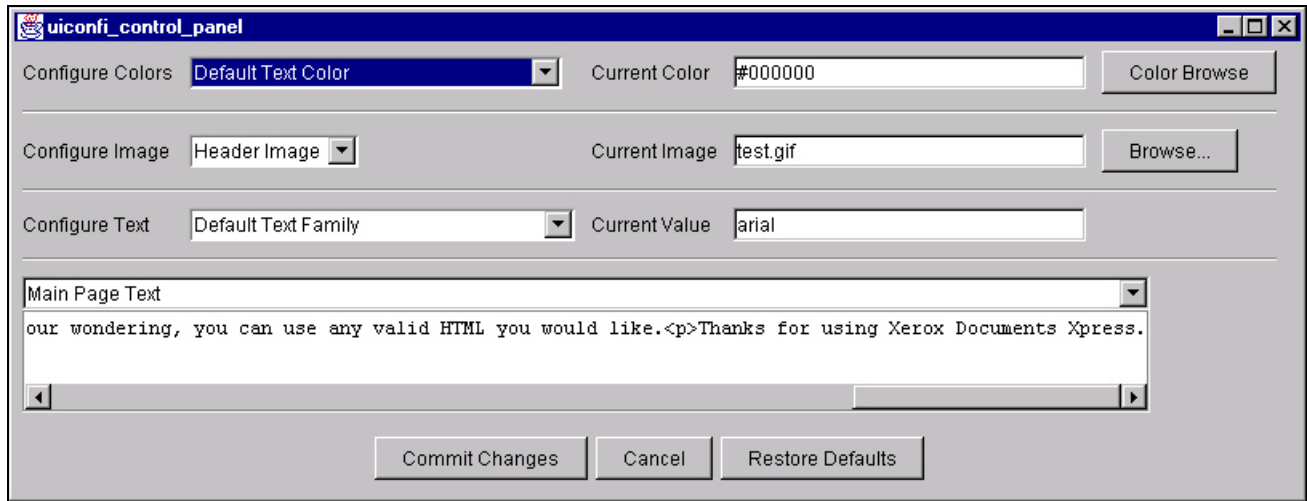 uiconfi_control_panel
Configure Colors Default Text Color Current Color #000000 Color Browse
Configure Image Header Image Current Image test.gif Browse...
Configure Text Default Text Family Current Value arial
Main Page Text
our wondering, you can use any valid HTML you would like.<p>Thanks for using Xerox Documents Xpress.
Commit Changes Cancel Restore Defaults